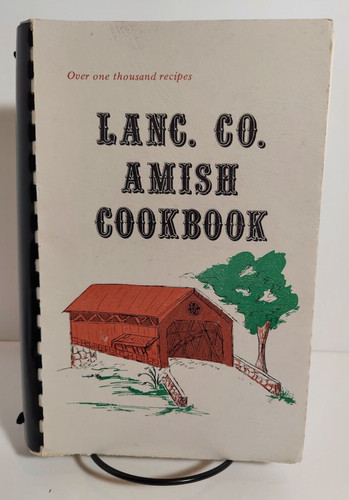 Over one thousand recipes
LANC. CO.
AMISH
COOKBOOK